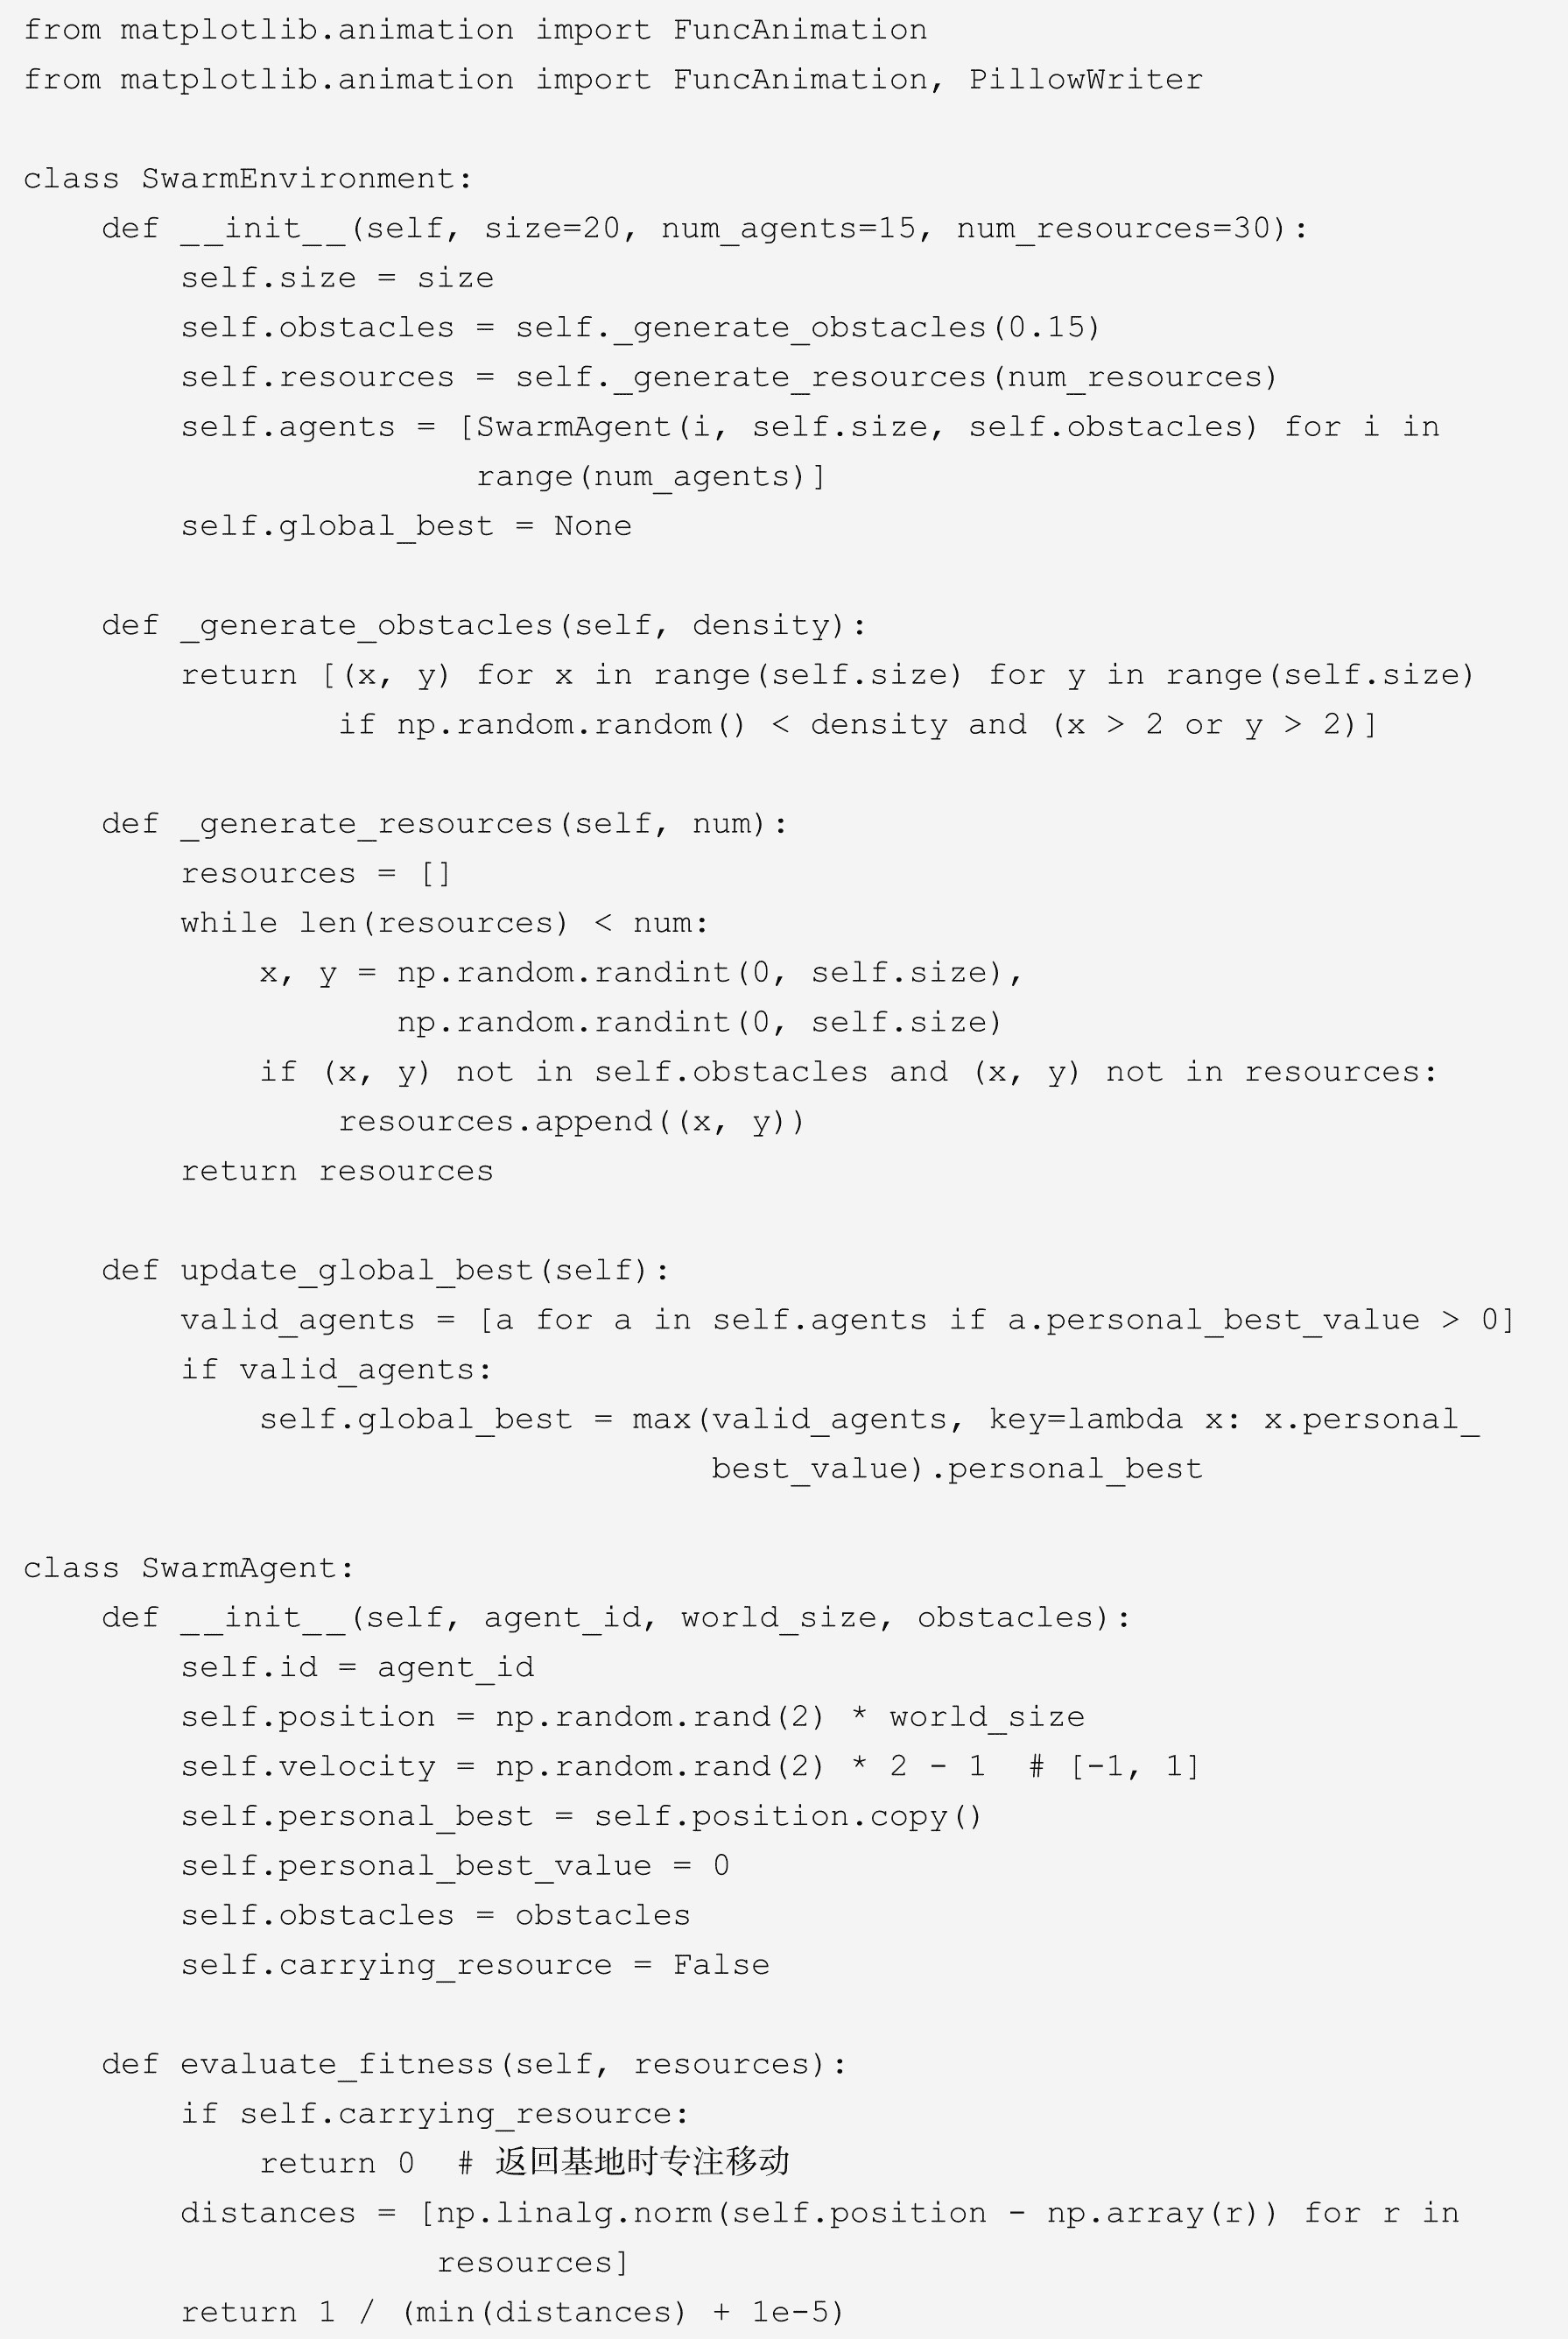 from matplotlib.animation import FuncAnimation
from matplotlib.animation import FuncAnimation, PillowWriter

class SwarmEnvironment:
    def __init__(self, size=20, num_agents=15, num_resources=30):
        self.size = size
        self.obstacles = self._generate_obstacles(0.15)
        self.resources = self._generate_resources(num_resources)
        self.agents = [SwarmAgent(i, self.size, self.obstacles) for i in
                       range(num_agents)]
        self.global_best = None

    def _generate_obstacles(self, density):
        return [(x, y) for x in range(self.size) for y in range(self.size)
                if np.random.random() < density and (x > 2 or y > 2)]

    def _generate_resources(self, num):
        resources = []
        while len(resources) < num:
            x, y = np.random.randint(0, self.size),
                   np.random.randint(0, self.size)
            if (x, y) not in self.obstacles and (x, y) not in resources:
                resources.append((x, y))
        return resources

    def update_global_best(self):
        valid_agents = [a for a in self.agents if a.personal_best_value > 0]
        if valid_agents:
            self.global_best = max(valid_agents, key=lambda x: x.personal_
                                   best_value).personal_best

class SwarmAgent:
    def __init__(self, agent_id, world_size, obstacles):
        self.id = agent_id
        self.position = np.random.rand(2) * world_size
        self.velocity = np.random.rand(2) * 2 - 1  # [-1, 1]
        self.personal_best = self.position.copy()
        self.personal_best_value = 0
        self.obstacles = obstacles
        self.carrying_resource = False

    def evaluate_fitness(self, resources):
        if self.carrying_resource:
            return 0  # 返回基地时专注移动
        distances = [np.linalg.norm(self.position - np.array(r)) for r in
                     resources]
        return 1 / (min(distances) + 1e-5)